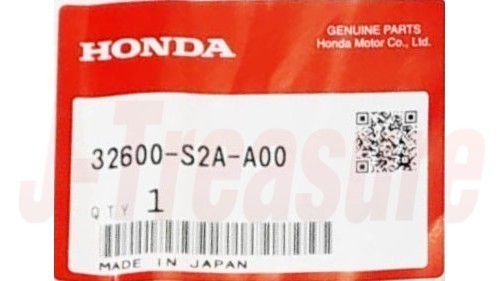 HONDA
GENUINE PARTS
Honda Motor Co., Ltd.
32600-S2A-A00
QTY 1
MADE IN JAPAN
J-Treasure